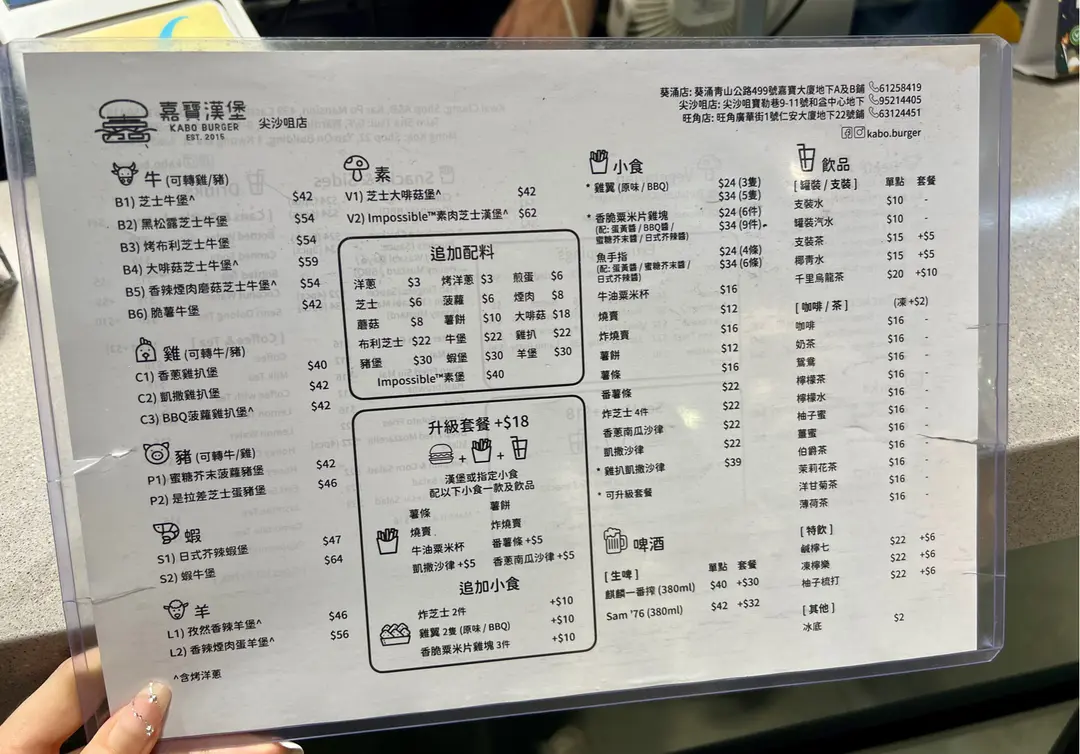 嘉寶漢堡
KABO BURGER
EST. 2015
尖沙咀店
葵涌店: 葵涌青山公路499號嘉寶大廈地下A及B鋪 61258419
尖沙咀店: 尖沙咀寶勒巷9-11號和益中心地下 95214405
旺角店: 旺角廣華街1號仁安大廈地下22號鋪 63124451
kabo.burger
牛 (可轉雞/豬)
B1) 芝士牛堡 $42
B2) 黑松露芝士牛堡 $54
B3) 烤布利芝士牛堡 $54
B4) 大啡菇芝士牛堡^ $59
B5) 香辣煙肉蘑菇芝士牛堡^ $54
B6) 脆薯牛堡 $42
雞 (可轉牛/豬)
C1) 香蔥雞扒堡 $40
C2) 凱撒雞扒堡 $42
C3) BBQ菠蘿雞扒堡^ $42
豬 (可轉牛/雞)
P1) 蜜糖芥末菠蘿豬堡 $42
P2) 是拉差芝士蛋豬堡 $46
蝦
S1) 日式芥辣蝦堡 $47
S2) 蝦牛堡 $64
羊
L1) 孜然香辣羊堡^ $46
L2) 香辣煙肉蛋羊堡^ $56
^含烤洋蔥
素
V1) 芝士大啡菇堡^ $42
V2) Impossible™素肉芝士漢堡^ $62
追加配料
洋蔥 $3 烤洋蔥 $3 煎蛋 $6
芝士 $6 菠蘿 $6 煙肉 $8
蘑菇 $8 薯餅 $10 大啡菇 $18
布利芝士 $22 牛堡 $22 雞扒 $22
豬堡 $30 蝦堡 $30 羊堡 $30
Impossible™素堡 $40
升級套餐 +$18
+ +
漢堡或指定小食
配以下小食一款及飲品
薯條 薯餅
燒賣 炸燒賣
牛油粟米杯 番薯條 +$5
凱撒沙律 +$5 香蔥南瓜沙律 +$5
追加小食
炸芝士 2件 +$10
雞翼 2隻 (原味 / BBQ) +$10
香脆粟米片雞塊 3件 +$10
小食
* 雞翼 (原味 / BBQ) $24 (3隻)
$34 (5隻)
* 香脆粟米片雞塊 $24 (6件)
(配: 蛋黃醬 / BBQ醬 / $34 (9件)
蜜糖芥末醬 / 日式芥辣醬)
魚手指 $24 (4條)
(配: 蛋黃醬 / 蜜糖芥末醬 / $34 (6條)
日式芥辣醬)
牛油粟米杯 $16
燒賣 $12
炸燒賣 $16
薯餅 $12
薯條 $16
番薯條 $22
炸芝士 4件 $22
香蔥南瓜沙律 $22
凱撒沙律 $22
* 雞扒凱撒沙律 $39
* 可升級套餐
啤酒
[ 生啤 ] 單點 套餐
麒麟一番搾 (380ml) $40 +$30
Sam '76 (380ml) $42 +$32
飲品
[ 罐裝 / 支裝 ] 單點 套餐
支裝水 $10 -
罐裝汽水 $10 -
支裝茶 $15 +$5
椰青水 $15 +$5
千里烏龍茶 $20 +$10
[ 咖啡 / 茶 ] (凍 +$2)
咖啡 $16 -
奶茶 $16 -
鴛鴦 $16 -
檸檬茶 $16 -
檸檬水 $16 -
柚子蜜 $16 -
薑蜜 $16 -
伯爵茶 $16 -
茉莉花茶 $16 -
洋甘菊茶 $16 -
薄荷茶 $16 -
[ 特飲 ]
鹹檸七 $22 +$6
凍檸樂 $22 +$6
柚子梳打 $22 +$6
[ 其他 ]
冰底 $2